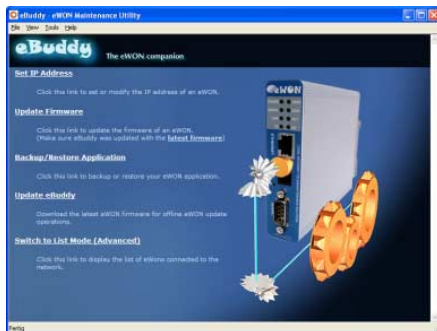 eBuddy - eWON Maintenance Utility
File View Tools Help
eBuddy The eWON companion
Set IP Address
Click this link to set or modify the IP address of an eWON.
Update Firmware
Click this link to update the firmware of an eWON.
(Make sure eBuddy was updated with the latest firmware)
Backup/Restore Application
Click this link to backup or restore your eWON application.
Update eBuddy
Download the latest eWON firmware for offline eWON update
operations.
Switch to List Mode (Advanced)
Click this link to display the list of eWons connected to the
network.
eWON
Fertig